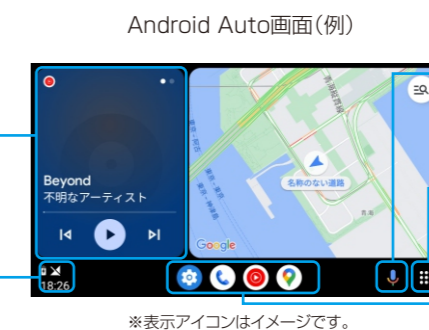 Android Auto画面(例)
Beyond
不明なアーティスト
名称のない道路
青海
Google
18:26
※表示アイコンはイメージです。